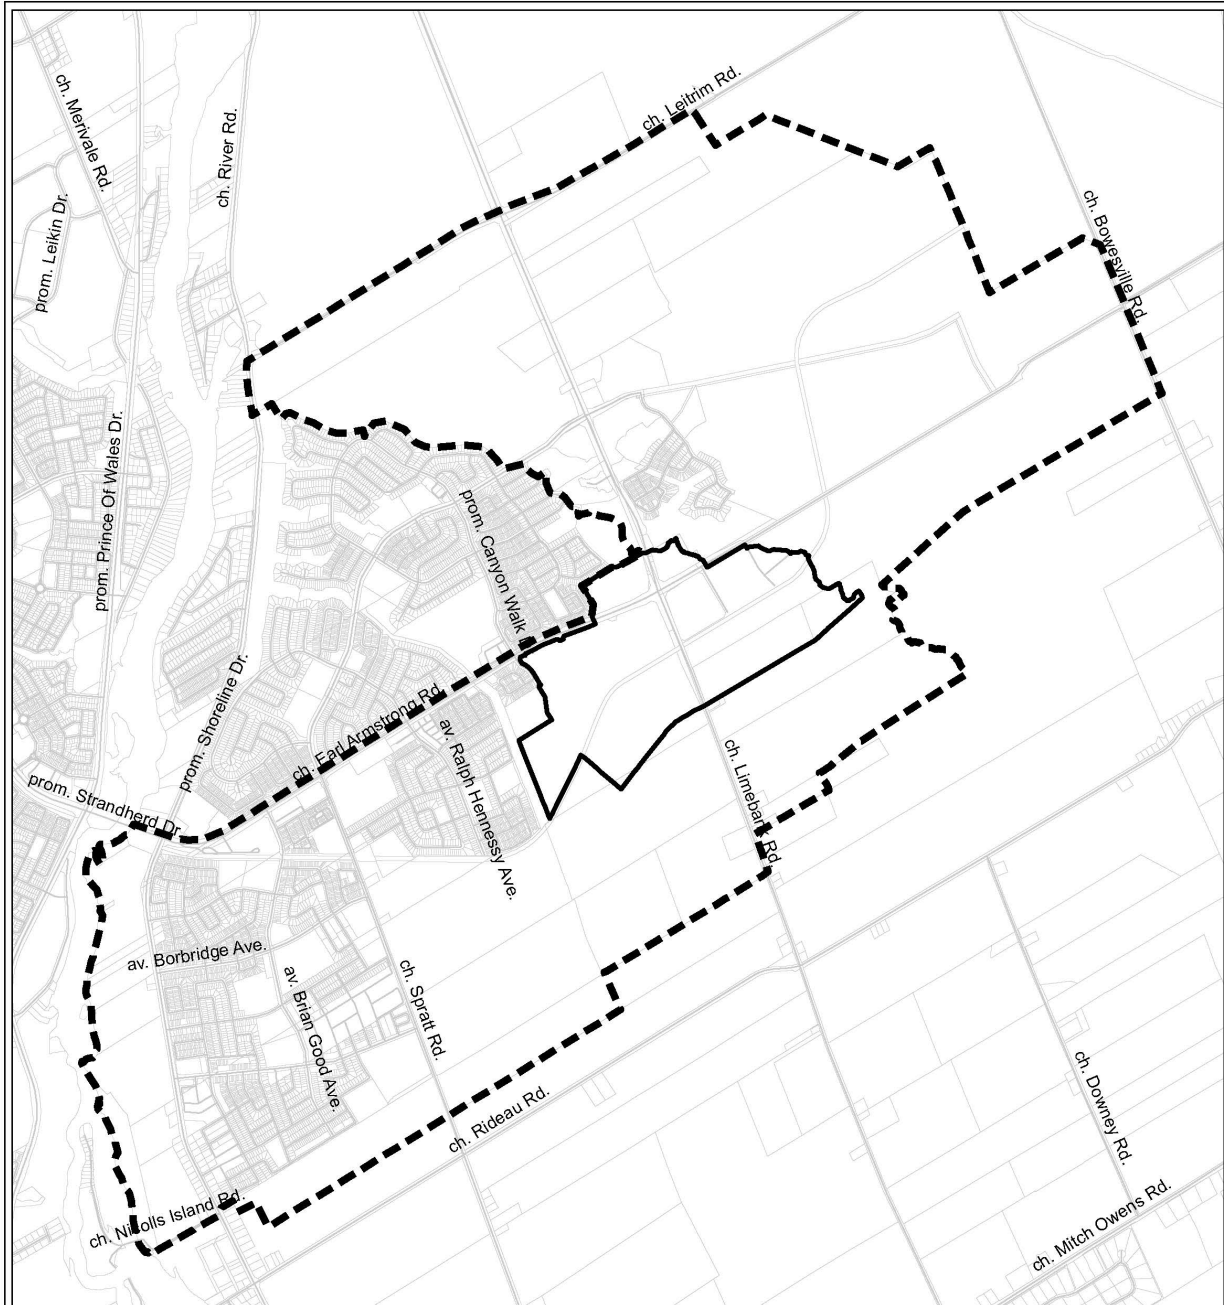 ch. Merivale Rd.
ch. River Rd.
ch. Leitrim Rd.
prom. Leikin Dr.
ch. Bowesville Rd.
prom. Prince Of Wales Dr.
prom. Canyon Walk
prom. Shoreline Dr.
ch. Earl Armstrong Rd.
av. Ralph Hennessy Ave.
prom. Strandherd Dr.
ch. Limebank Rd.
av. Borbridge Ave.
av. Brian Good Ave.
ch. Spratt Rd.
ch. Rideau Rd.
ch. Downey Rd.
ch. Nicolls Island Rd.
ch. Mitch Owens Rd.